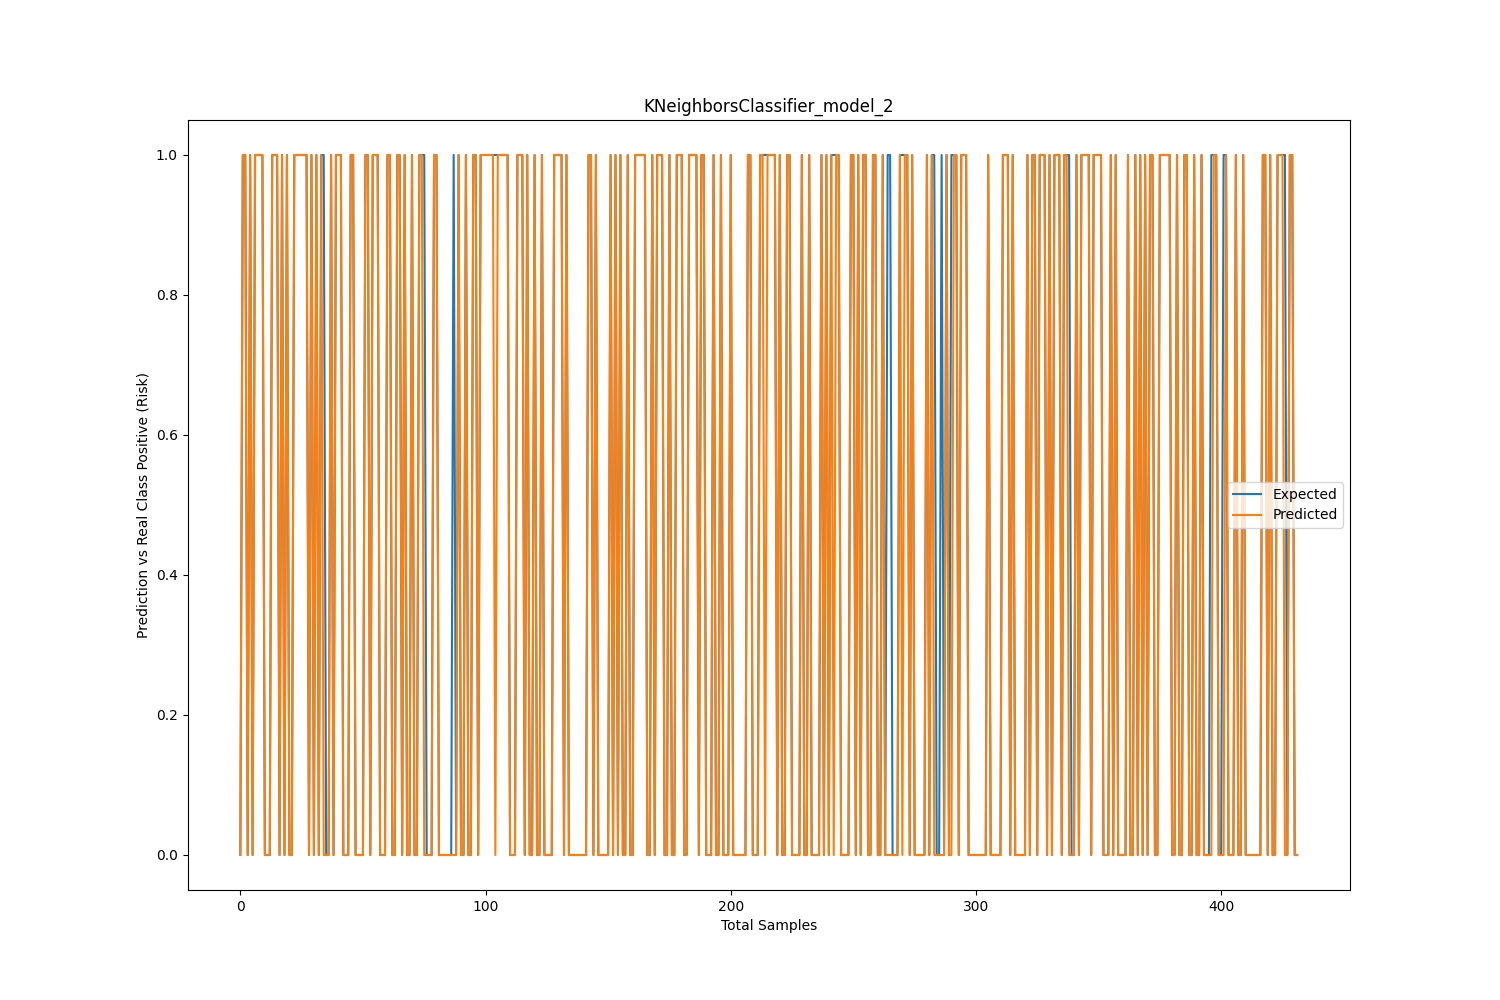 KNeighborsClassifier_model_2
Prediction vs Real Class Positive (Risk)
1.0
0.8
0.6
0.4
0.2
0.0
Expected
Predicted
0 100 200 300 400
Total Samples